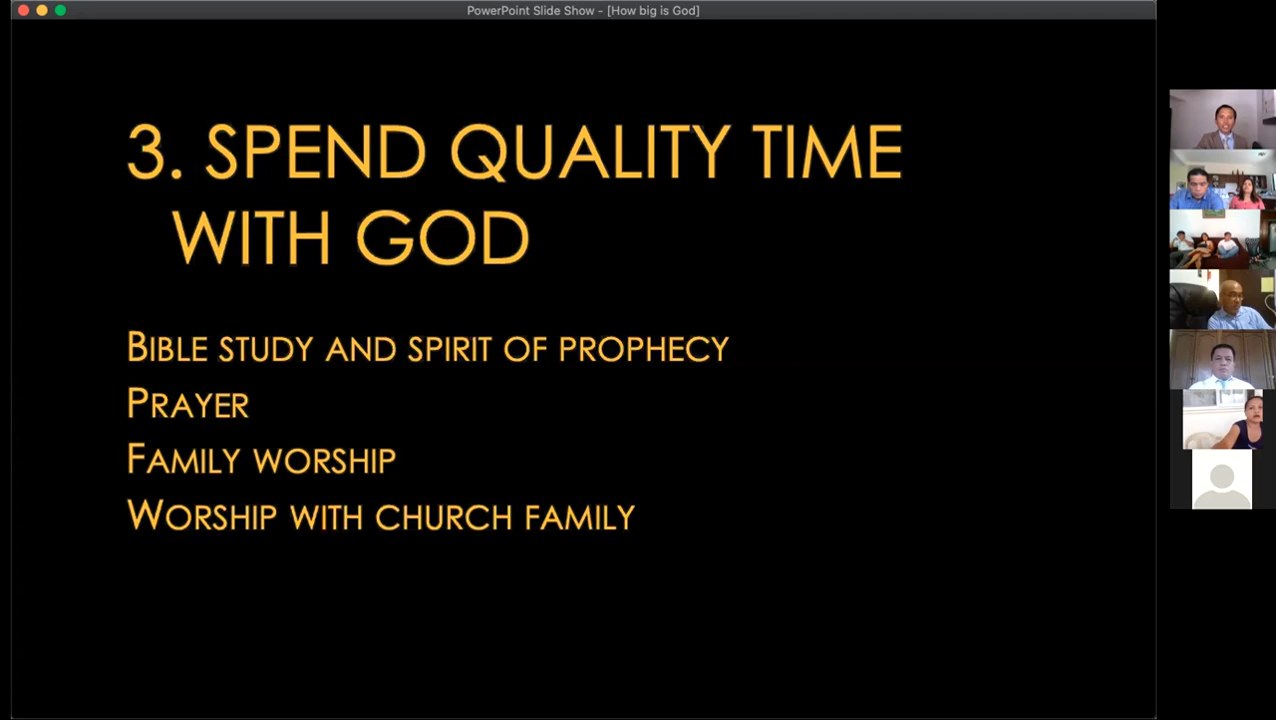 PowerPoint Slide Show - [How big is God]
3. SPEND QUALITY TIME
WITH GOD
BIBLE STUDY AND SPIRIT OF PROPHECY
PRAYER
FAMILY WORSHIP
WORSHIP WITH CHURCH FAMILY